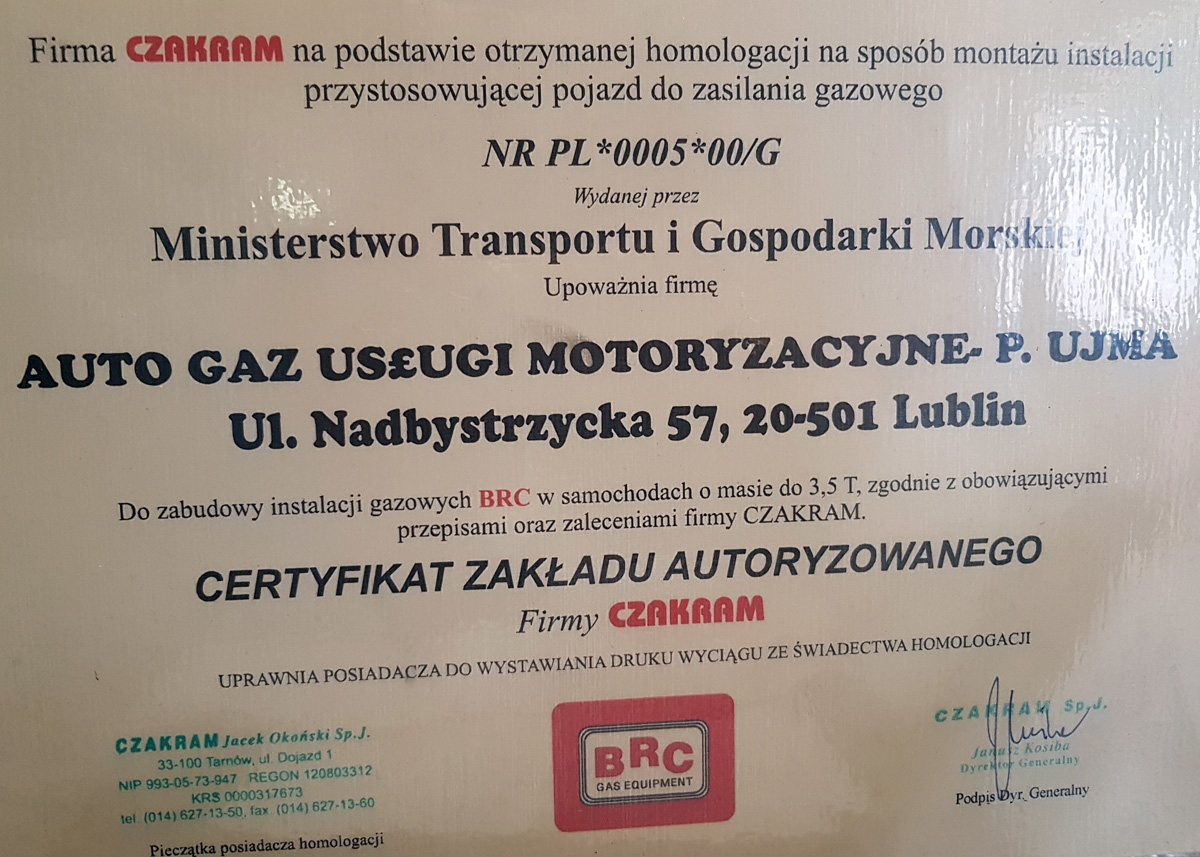 Firma CZAKRAM na podstawie otrzymanej homologacji na sposób montażu instalacji
przystosowującej pojazd do zasilania gazowego
NR PL*0005*00/G
Wydanej przez
Ministerstwo Transportu i Gospodarki Morskiej
Upoważnia firmę
AUTO GAZ US£UGI MOTORYZACYJNE- P. UJMA
Ul. Nadbystrzycka 57, 20-501 Lublin
Do zabudowy instalacji gazowych BRC w samochodach o masie do 3,5 T, zgodnie z obowiązującymi
przepisami oraz zaleceniami firmy CZAKRAM.
CERTYFIKAT ZAKŁADU AUTORYZOWANEGO
Firmy CZAKRAM
UPRAWNIA POSIADACZA DO WYSTAWIANIA DRUKU WYCIĄGU ZE ŚWIADECTWA HOMOLOGACJI
CZAKRAM Jacek Okoński Sp.J.
33-100 Tarnów, ul. Dojazd 1
NIP 993-05-73-947 REGON 120803312
KRS 0000317673
tel. (014) 627-13-50, fax (014) 627-13-60
Pieczątka posiadacza homologacji
BRC
GAS EQUIPMENT
CZAKRAM Sp.J.
Janusz Kosiba
Dyrektor Generalny
Podpis Dyr. Generalny